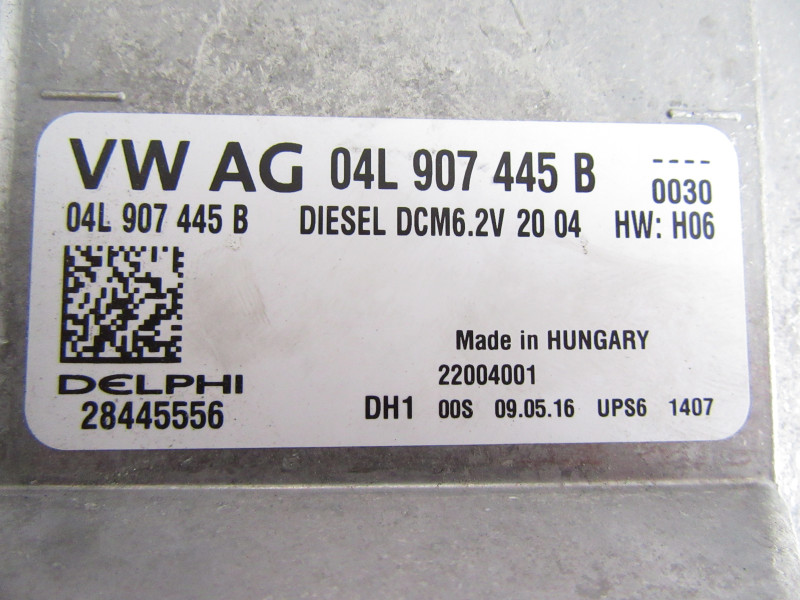 VW AG 04L 907 445 B ----
0030
04L 907 445 B DIESEL DCM6.2V 20 04 HW: H06
Made in HUNGARY
DELPHI 22004001
28445556 DH1 00S 09.05.16 UPS6 1407